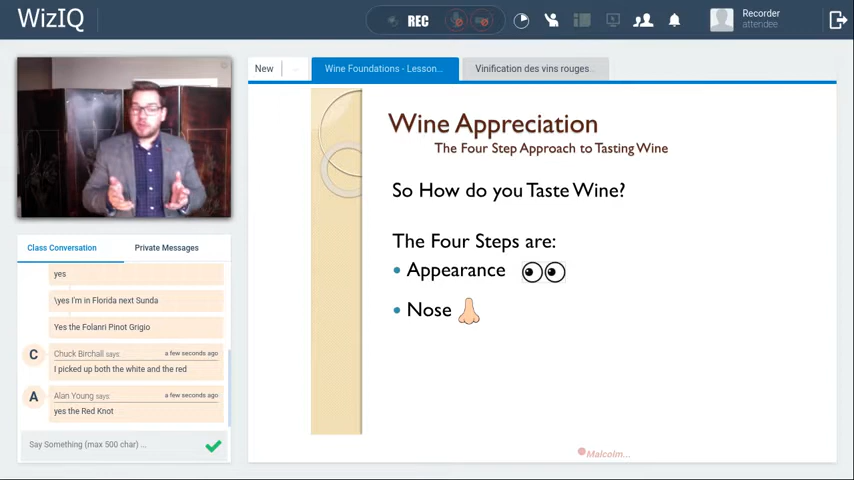 WizIQ
REC
Recorder
attendee
New
Wine Foundations - Lesson...
Vinification des vins rouges...
Wine Appreciation
The Four Step Approach to Tasting Wine
So How do you Taste Wine?
The Four Steps are:
• Appearance
• Nose
Malcolm...
Class Conversation
Private Messages
yes
\yes I'm in Florida next Sunda
Yes the Folanri Pinot Grigio
C
Chuck Birchall says:
a few seconds ago
I picked up both the white and the red
A
Alan Young says:
a few seconds ago
yes the Red Knot
Say Something (max 500 char) ...